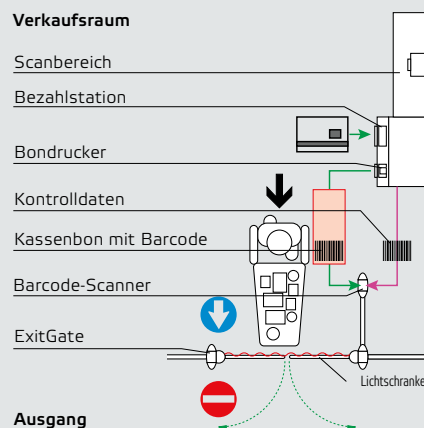 Verkaufsraum
Scanbereich
Bezahlstation
Bondrucker
Kontrolldaten
Kassenbon mit Barcode
Barcode-Scanner
ExitGate
Lichtschranke
Ausgang